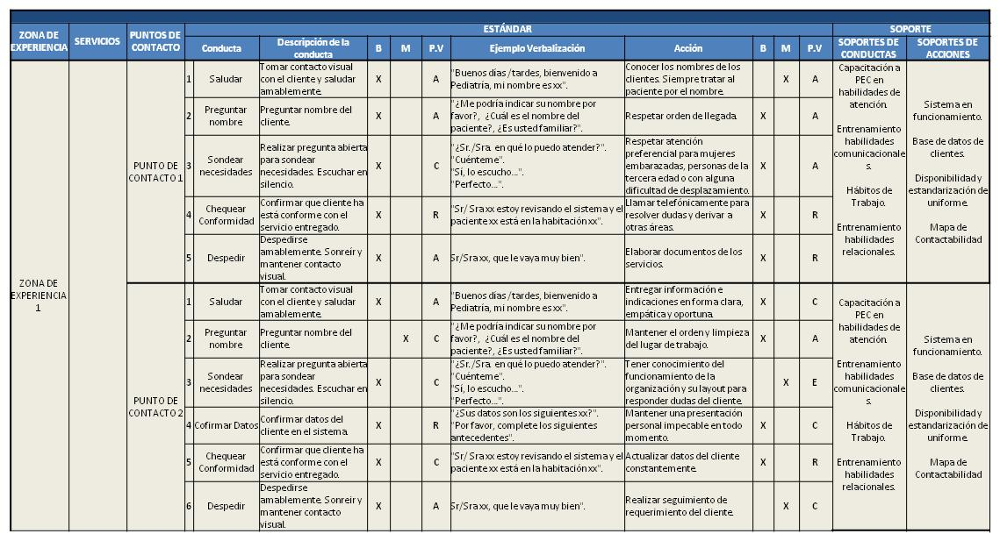 ESTÁNDAR
SOPORTE
ZONA DE
EXPERIENCIA
SERVICIOS
PUNTOS DE
CONTACTO
Conducta
Descripción de la
conducta
B
M
P.V
Ejemplo Verbalización
Acción
B
M
P.V
SOPORTES DE
CONDUCTAS
SOPORTES DE
ACCIONES
ZONA DE
EXPERIENCIA
1
PUNTO DE
CONTACTO 1
1
Saludar
Tomar contacto visual
con el cliente y saludar
amablemente.
X
A
"Buenos días /tardes, bienvenido a
Pediatría, mi nombre es xx".
Conocer los nombres de los
clientes. Siempre tratar al
paciente por el nombre.
X
A
2
Preguntar
nombre
Preguntar nombre del
cliente.
X
A
"¿Me podría indicar su nombre por
favor?, ¿Cuál es el nombre del
paciente?, ¿Es usted familiar?".
Respetar orden de llegada.
X
A
3
Sondear
necesidades
Realizar pregunta abierta
para sondear
necesidades. Escuchar en
silencio.
X
C
"¿Sr./Sra. en qué lo puedo atender?".
"Cuénteme".
"Sí, lo escucho…".
"Perfecto…".
Respetar atención
preferencial para mujeres
embarazadas, personas de la
tercera edad o con alguna
dificultad de desplazamiento.
X
A
4
Chequear
Conformidad
Confirmar que cliente ha
está conforme con el
servicio entregado.
X
R
"Sr/ Sra xx estoy revisando el sistema y el
paciente xx está en la habitación xx".
Llamar telefónicamente para
resolver dudas y derivar a
otras áreas.
X
R
5
Despedir
Despedirse
amablemente. Sonreír y
mantener contacto
visual.
X
A
Sr/Sra xx, que le vaya muy bien".
Elaborar documentos de los
servicios.
X
R
Capacitación a
PEC en
habilidades de
atención.
Entrenamiento
habilidades
comunicacionale
s.
Hábitos de
Trabajo.
Entrenamiento
habilidades
relacionales.
Sistema en
funcionamiento.
Base de datos de
clientes.
Disponibilidad y
estandarización de
uniforme.
Mapa de
Contactabilidad
PUNTO DE
CONTACTO 2
1
Saludar
Tomar contacto visual
con el cliente y saludar
amablemente.
X
A
"Buenos días /tardes, bienvenido a
Pediatría, mi nombre es xx".
Entregar información e
indicaciones en forma clara,
empática y oportuna.
X
C
2
Preguntar
nombre
Preguntar nombre del
cliente.
M
X
C
"¿Me podría indicar su nombre por
favor?, ¿Cuál es el nombre del
paciente?, ¿Es usted familiar?".
Mantener el orden y limpieza
del lugar de trabajo.
X
A
3
Sondear
necesidades
Realizar pregunta abierta
para sondear
necesidades. Escuchar en
silencio.
X
C
"¿Sr./Sra. en qué lo puedo atender?".
"Cuénteme".
"Sí, lo escucho…".
"Perfecto…".
Tener conocimiento del
funcionamiento de la
organización y su layout para
responder dudas del cliente.
X
E
4
Cofirmar Datos
Confirmar datos del
cliente en el sistema.
X
R
"¿Sus datos son los siguientes xx?".
"Por favor, complete los siguientes
antecedentes".
Mantener una presentación
personal impecable en todo
momento.
X
C
5
Chequear
Conformidad
Confirmar que cliente ha
está conforme con el
servicio entregado.
X
C
"Sr/ Sra xx estoy revisando el sistema y el
paciente xx está en la habitación xx".
Actualizar datos del cliente
constantemente.
X
R
6
Despedir
Despedirse
amablemente. Sonreír y
mantener contacto
visual.
X
A
Sr/Sra xx, que le vaya muy bien".
Realizar seguimiento de
requerimiento del cliente.
X
C
Capacitación a
PEC en
habilidades de
atención.
Entrenamiento
habilidades
comunicacionale
s.
Hábitos de
Trabajo.
Entrenamiento
habilidades
relacionales.
Sistema en
funcionamiento.
Base de datos de
clientes.
Disponibilidad y
estandarización de
uniforme.
Mapa de
Contactabilidad